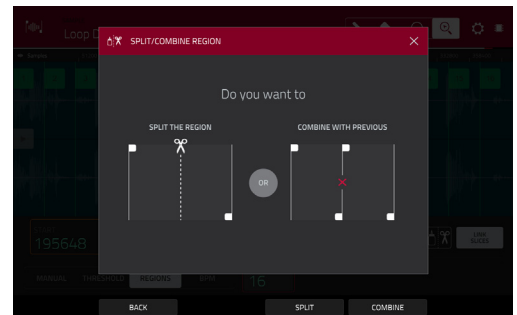 Loop D
SPLIT/COMBINE REGION
Do you want to
SPLIT THE REGION
COMBINE WITH PREVIOUS
OR
195648
LINK
SLICES
MANUAL THRESHOLD REGIONS BPM
16
BACK SPLIT COMBINE